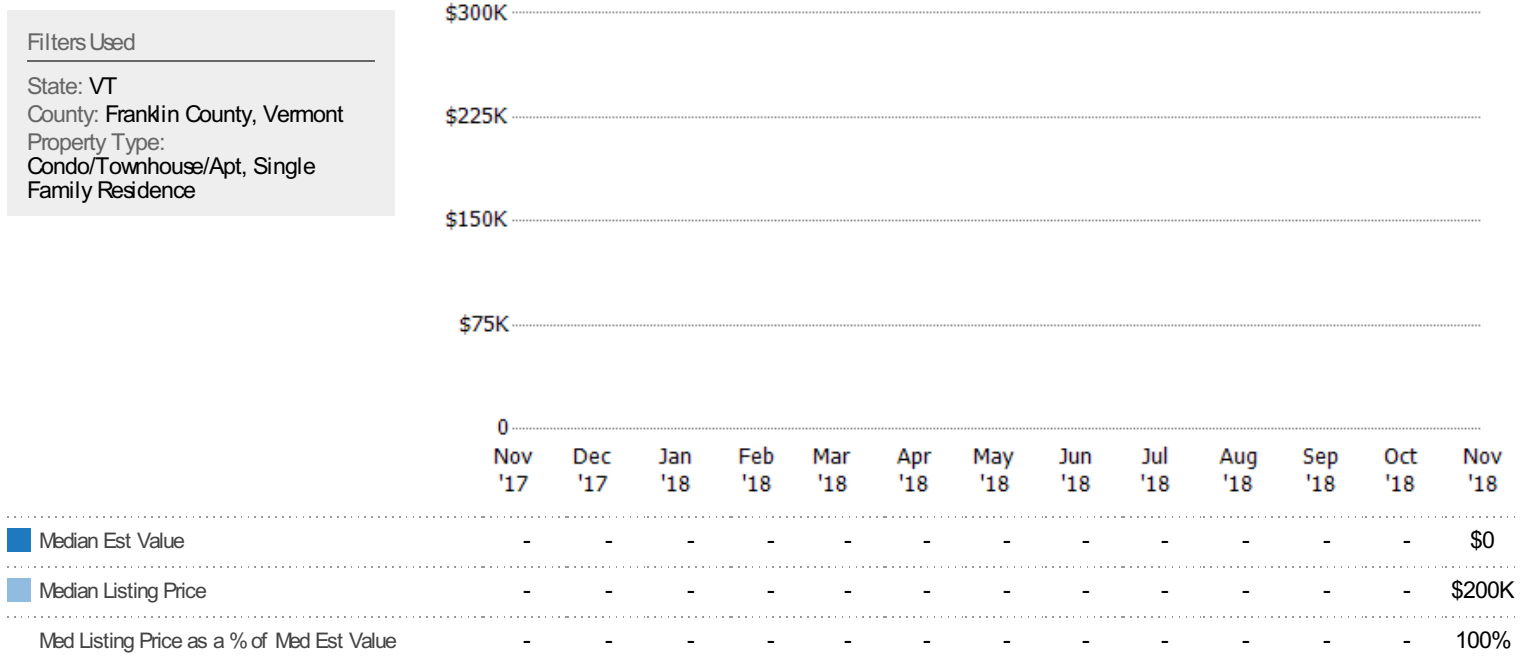 Filters Used
State: VT
County: Franklin County, Vermont
Property Type:
Condo/Townhouse/Apt, Single
Family Residence
$300K
$225K
$150K
$75K
0
Nov Dec Jan Feb Mar Apr May Jun Jul Aug Sep Oct Nov
'17 '17 '18 '18 '18 '18 '18 '18 '18 '18 '18 '18 '18
Median Est Value - - - - - - - - - - - - $0
Median Listing Price - - - - - - - - - - - - $200K
Med Listing Price as a % of Med Est Value - - - - - - - - - - - - 100%